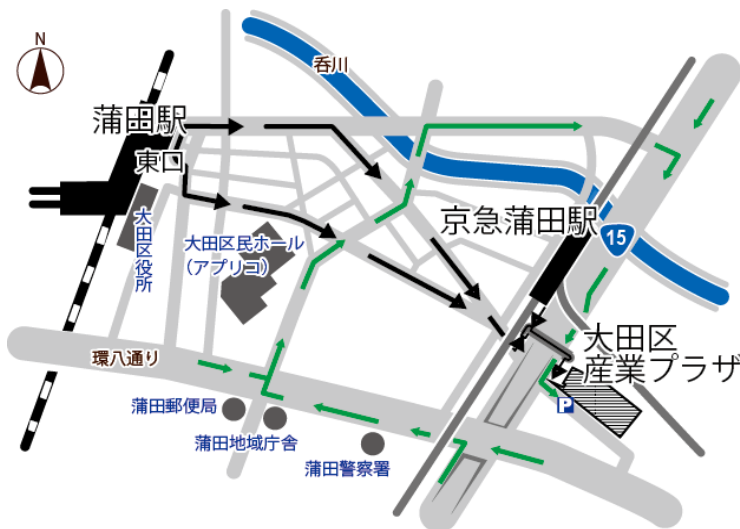 N
呑川
蒲田駅
東口
大田区役所
大田区民ホール
（アプリコ）
京急蒲田駅
15
大田区
産業プラザ
P
環八通り
蒲田郵便局
蒲田地域庁舎
蒲田警察署